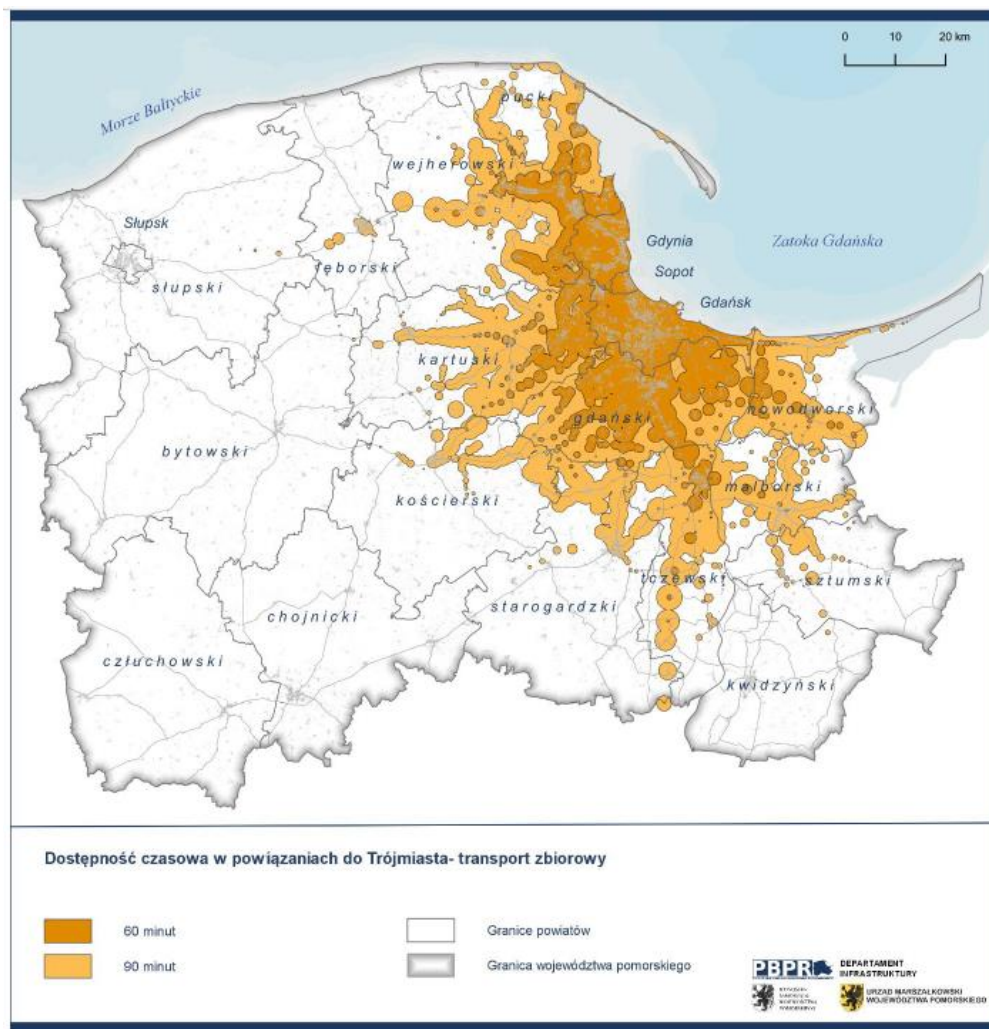 0 10 20 km
Morze Bałtyckie
pucki
wejherowski
Słupsk
Gdynia
Zatoka Gdańska
lęborski
Sopot
słupski
Gdańsk
kartuski
nowodworski
gdański
bytowski
malborski
kościerski
tczewski
sztumski
starogardzki
chojnicki
człuchowski
kwidzyński
Dostępność czasowa w powiązaniach do Trójmiasta- transport zbiorowy
60 minut
Granice powiatów
90 minut
Granica województwa pomorskiego
PBPR
DEPARTAMENT
INFRASTRUKTURY
URZĄD MARSZAŁKOWSKI
WOJEWÓDZTWA POMORSKIEGO